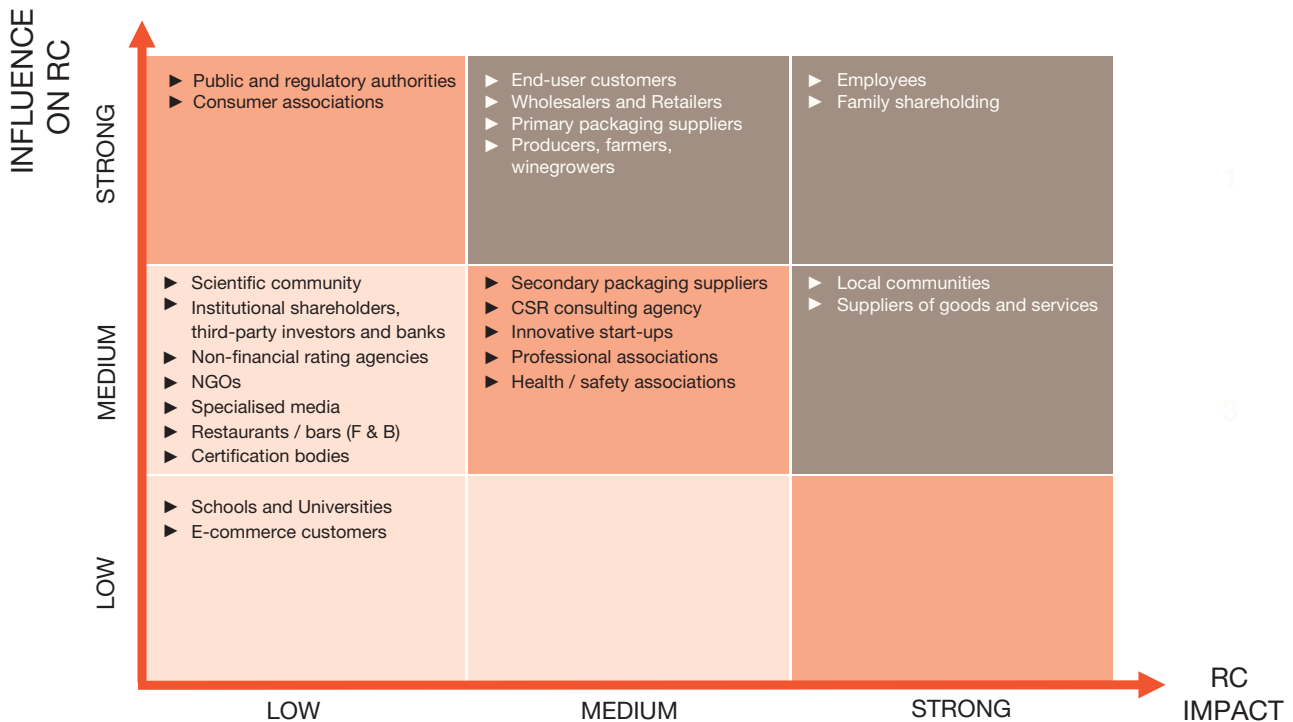 INFLUENCE
ON RC
STRONG
► Public and regulatory authorities
► Consumer associations
► End-user customers
► Wholesalers and Retailers
► Primary packaging suppliers
► Producers, farmers,
winegrowers
► Employees
► Family shareholding
1
MEDIUM
► Scientific community
► Institutional shareholders,
third-party investors and banks
► Non-financial rating agencies
► NGOs
► Specialised media
► Restaurants / bars (F & B)
► Certification bodies
► Secondary packaging suppliers
► CSR consulting agency
► Innovative start-ups
► Professional associations
► Health / safety associations
► Local communities
► Suppliers of goods and services
3
LOW
► Schools and Universities
► E-commerce customers
LOW
MEDIUM
STRONG
RC
IMPACT